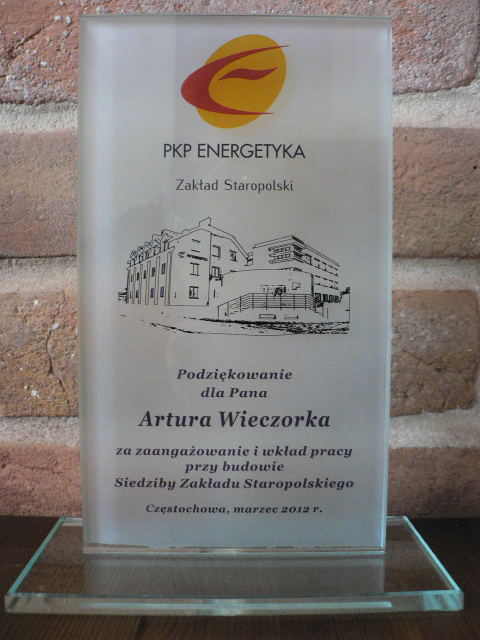 PKP ENERGETYKA
Zakład Staropolski
Podziękowanie
dla Pana
Artura Wieczorka
za zaangażowanie i wkład pracy
przy budowie
Siedziby Zakładu Staropolskiego
Częstochowa, marzec 2012 r.